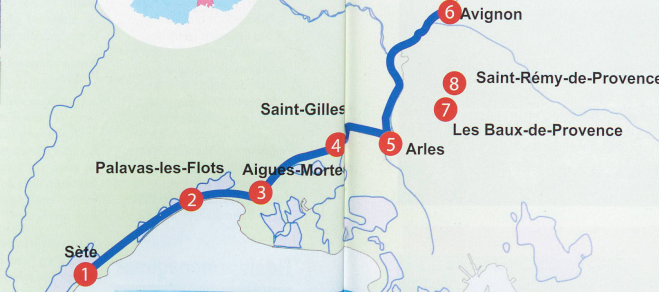 6 Avignon
8 Saint-Rémy-de-Provence
7
Les Baux-de-Provence
Saint-Gilles
4
5 Arles
Palavas-les-Flots
Aigues-Morte
2
3
Sète
1